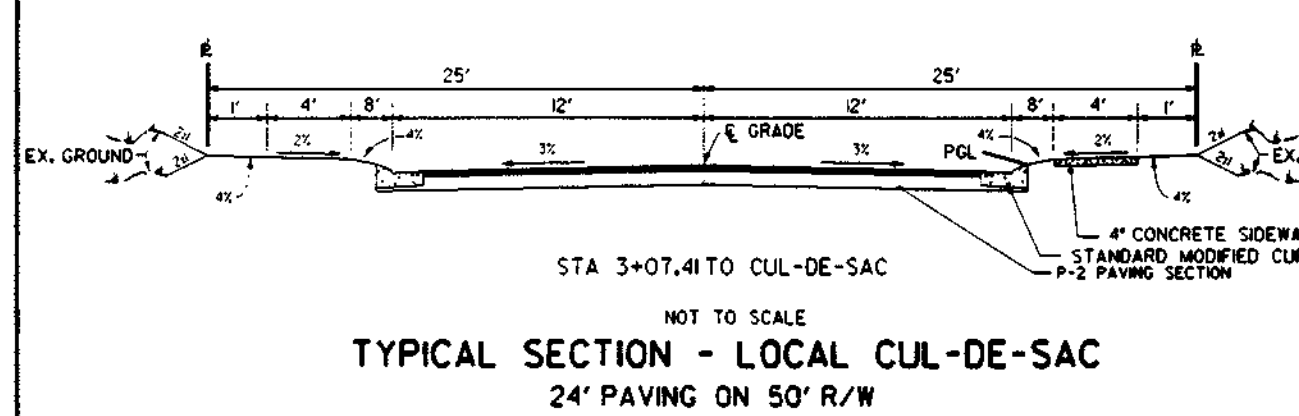 25' 25'
1' 4' 8' 12' 12' 8' 4' 1'
2:1 2% 4% ℄ GRADE 4% 2% 2:1
EX. GROUND 3% 3% PGL EX.
2:1 2:1
4% 4%
4" CONCRETE SIDEWA
STANDARD MODIFIED CU
P-2 PAVING SECTION
STA 3+07.41 TO CUL-DE-SAC
NOT TO SCALE
TYPICAL SECTION - LOCAL CUL-DE-SAC
24' PAVING ON 50' R/W